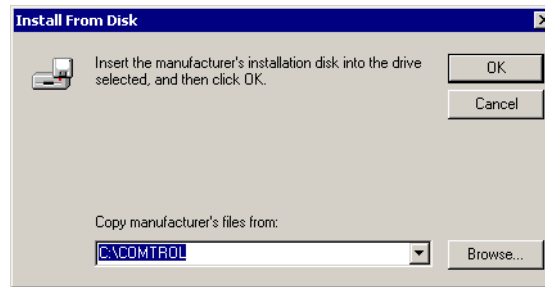 Install From Disk
Insert the manufacturer's installation disk into the drive
selected, and then click OK.
OK
Cancel
Copy manufacturer's files from:
C:\COMTROL
Browse...